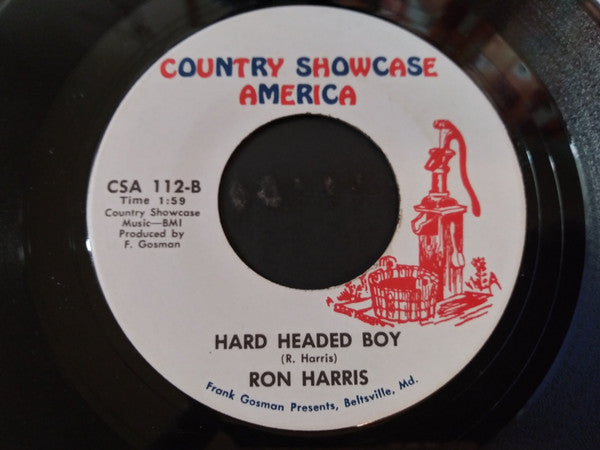 COUNTRY SHOWCASE
AMERICA
CSA 112-B
Time 1:59
Country Showcase
Music—BMI
Produced by
F. Gosman
HARD HEADED BOY
(R. Harris)
RON HARRIS
Frank Gosman Presents, Beltsville, Md.